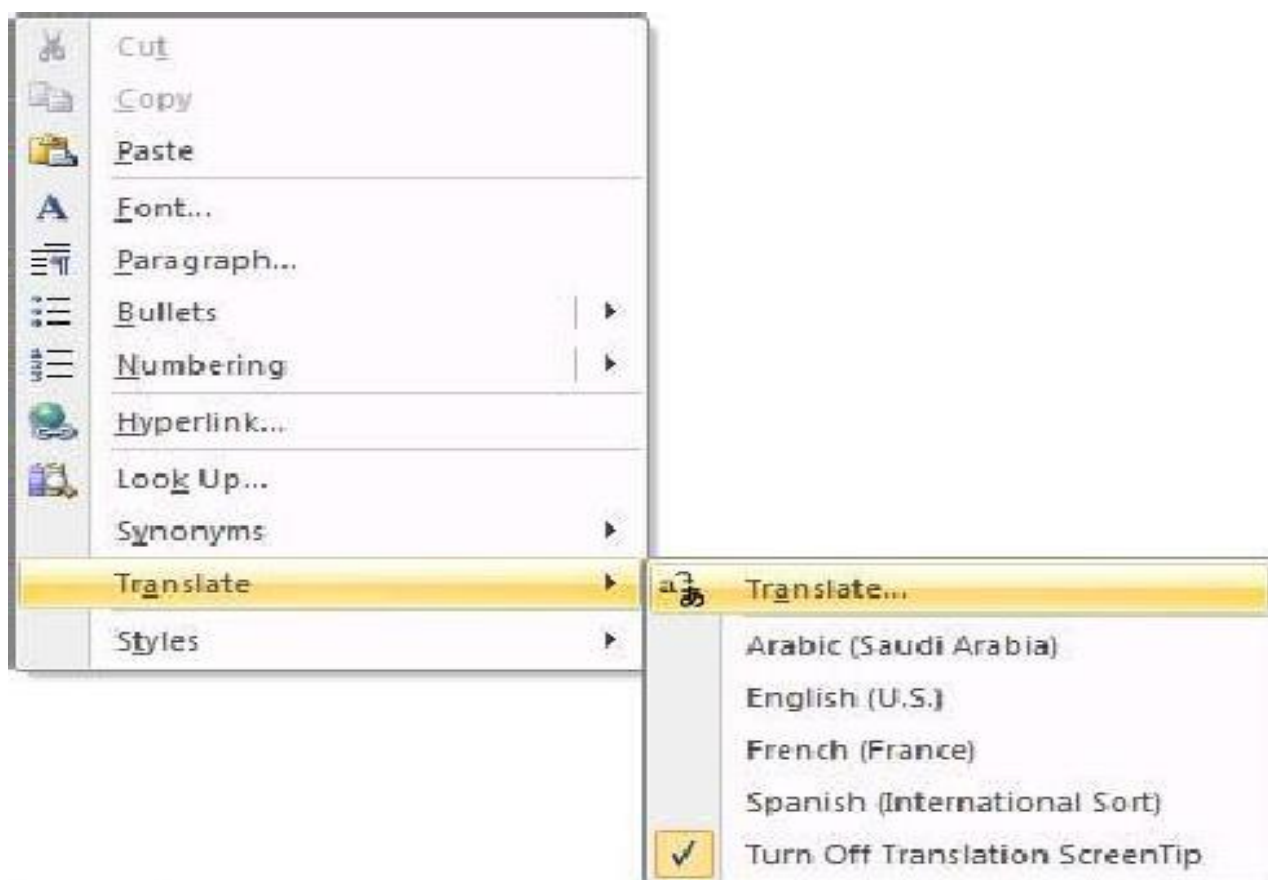 Cut
Copy
Paste
Font...
Paragraph...
Bullets
Numbering
Hyperlink...
Look Up...
Synonyms
Translate
Styles
Translate...
Arabic (Saudi Arabia)
English (U.S.)
French (France)
Spanish (International Sort)
Turn Off Translation ScreenTip